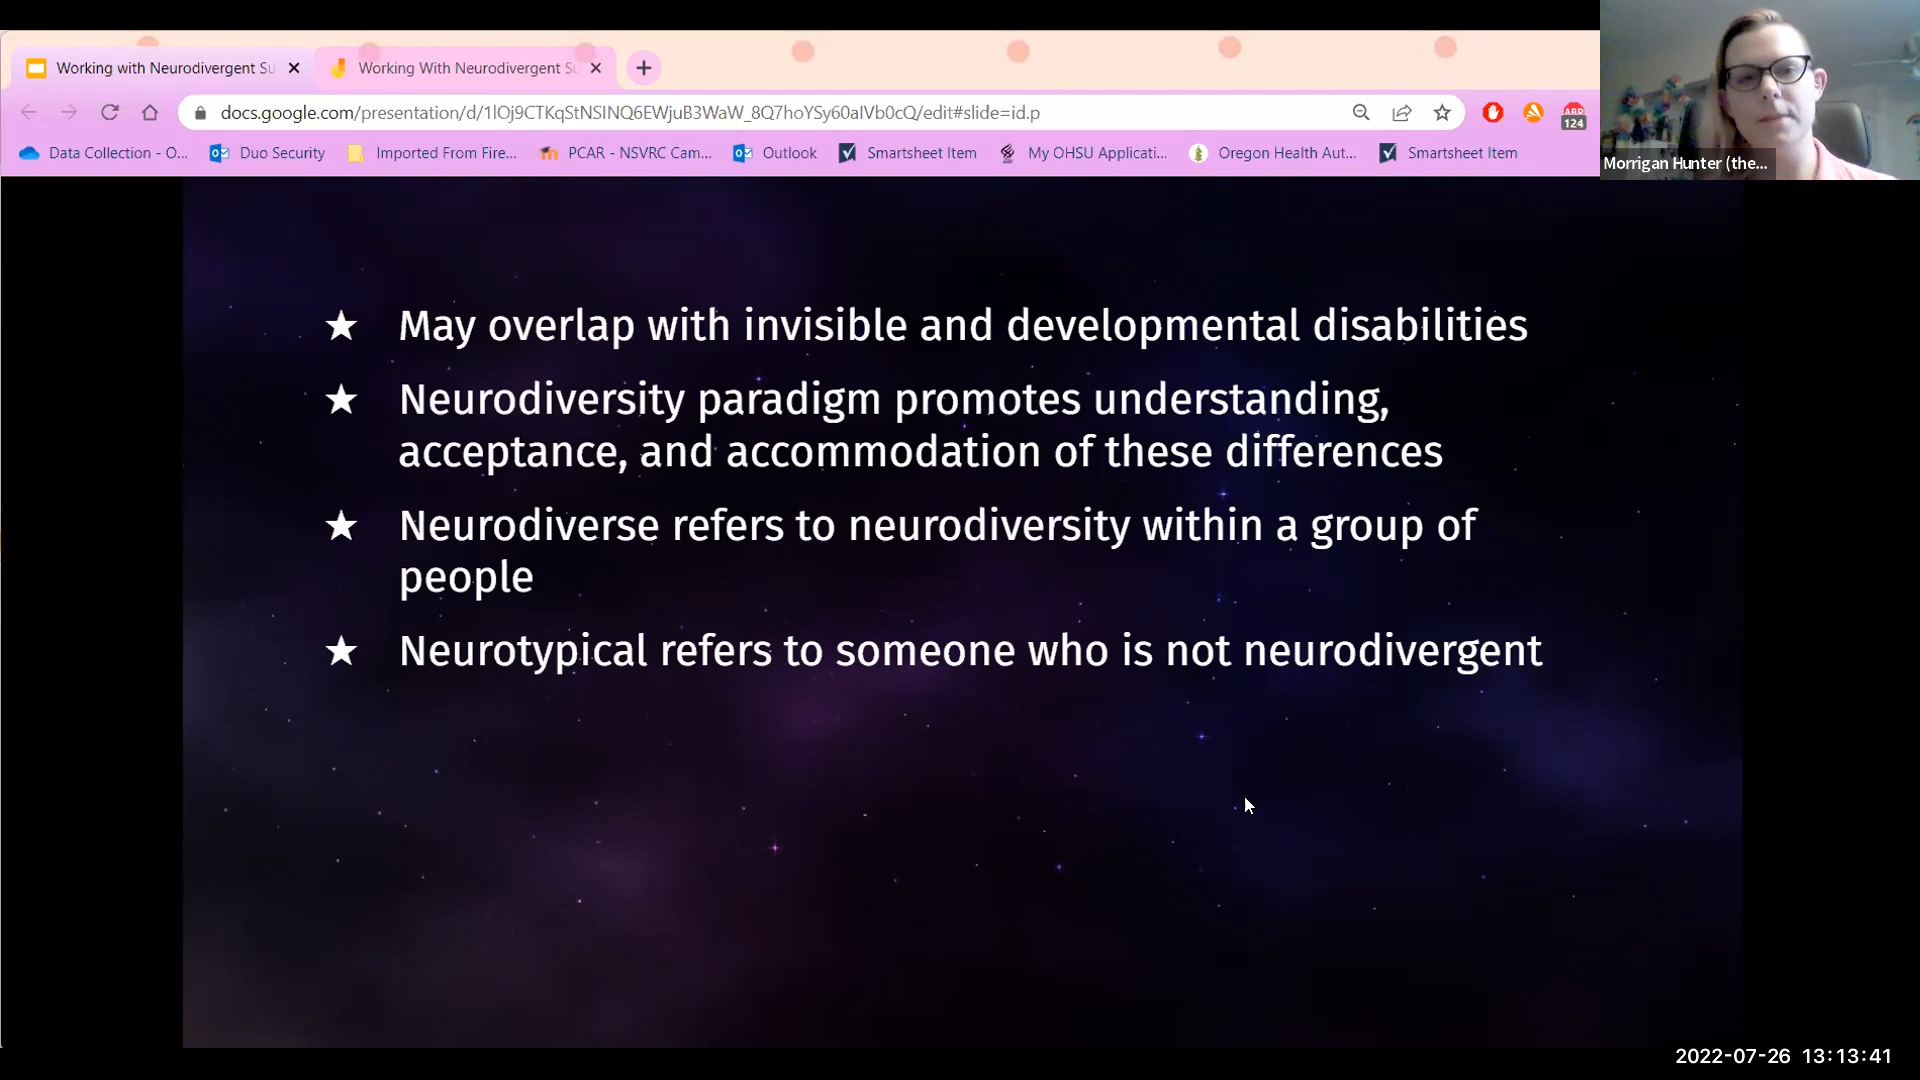 Working with Neurodivergent Su
Working With Neurodivergent S
docs.google.com/presentation/d/1lOj9CTKqStNSINQ6EWjuB3WaW_8Q7hoYSy60aIVb0cQ/edit#slide=id.p
ABP
124
Data Collection - O...
Duo Security
Imported From Fire...
PCAR - NSVRC Cam...
Outlook
Smartsheet Item
My OHSU Applicati...
Oregon Health Aut...
Smartsheet Item
Morrigan Hunter (the...
★ May overlap with invisible and developmental disabilities
★ Neurodiversity paradigm promotes understanding,
acceptance, and accommodation of these differences
★ Neurodiverse refers to neurodiversity within a group of
people
★ Neurotypical refers to someone who is not neurodivergent
2022-07-26 13:13:41